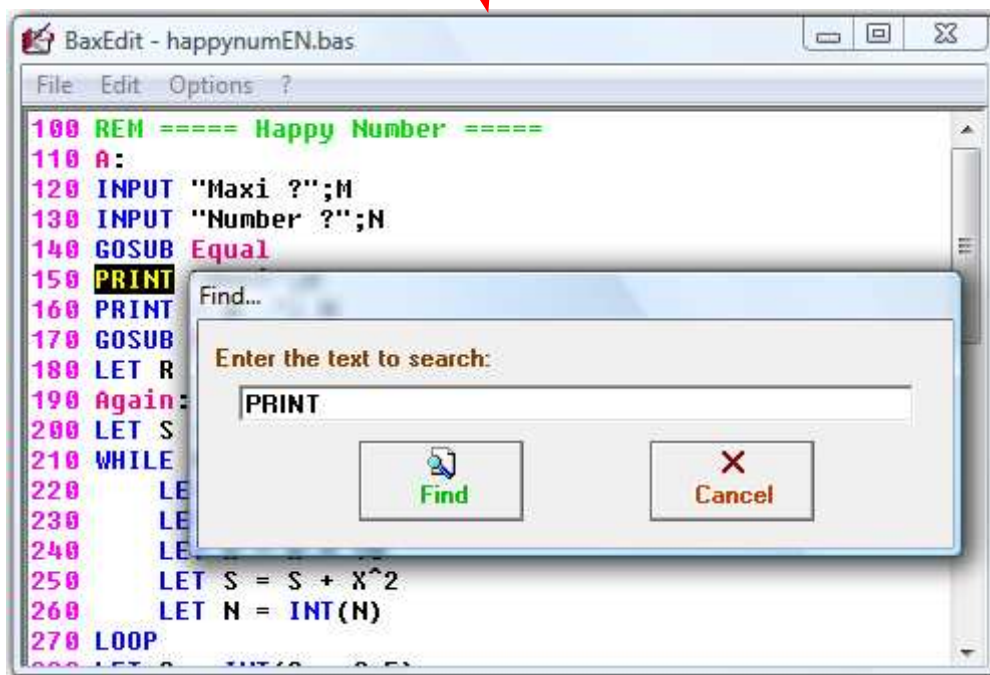 BaxEdit - happynumEN.bas
File Edit Options ?
100 REM ===== Happy Number =====
110 A:
120 INPUT "Maxi ?";M
130 INPUT "Number ?";N
140 GOSUB Equal
150 PRINT
160 PRINT
170 GOSUB
180 LET R
190 Again:
200 LET S
210 WHILE
220 LE
230 LE
240 LE
250 LET S = S + X^2
260 LET N = INT(N)
270 LOOP
Find...
Enter the text to search:
PRINT
Find
Cancel